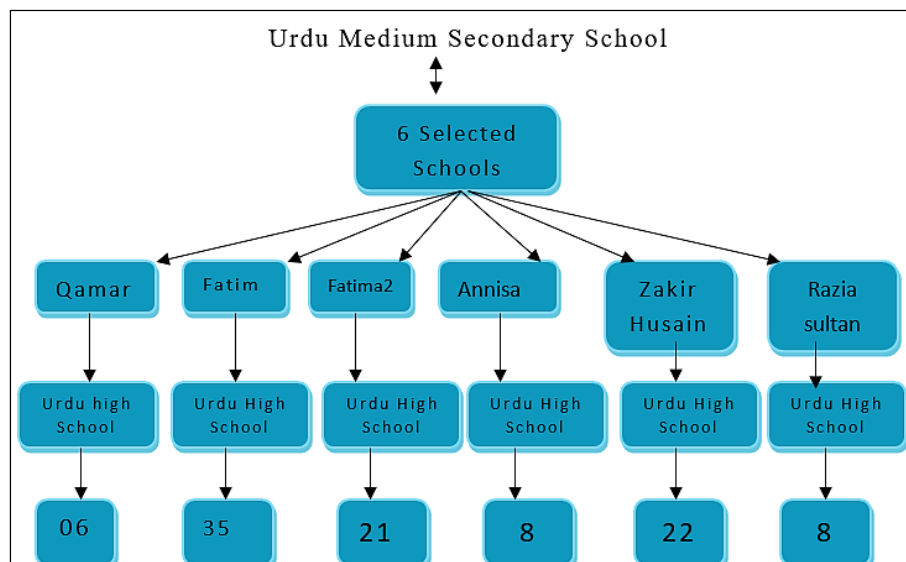 Urdu Medium Secondary School
6 Selected
Schools
Qamar
Fatim
Fatima2
Annisa
Zakir
Husain
Razia
sultan
Urdu high
School
Urdu High
School
Urdu High
School
Urdu High
School
Urdu High
School
Urdu High
School
06
35
21
8
22
8